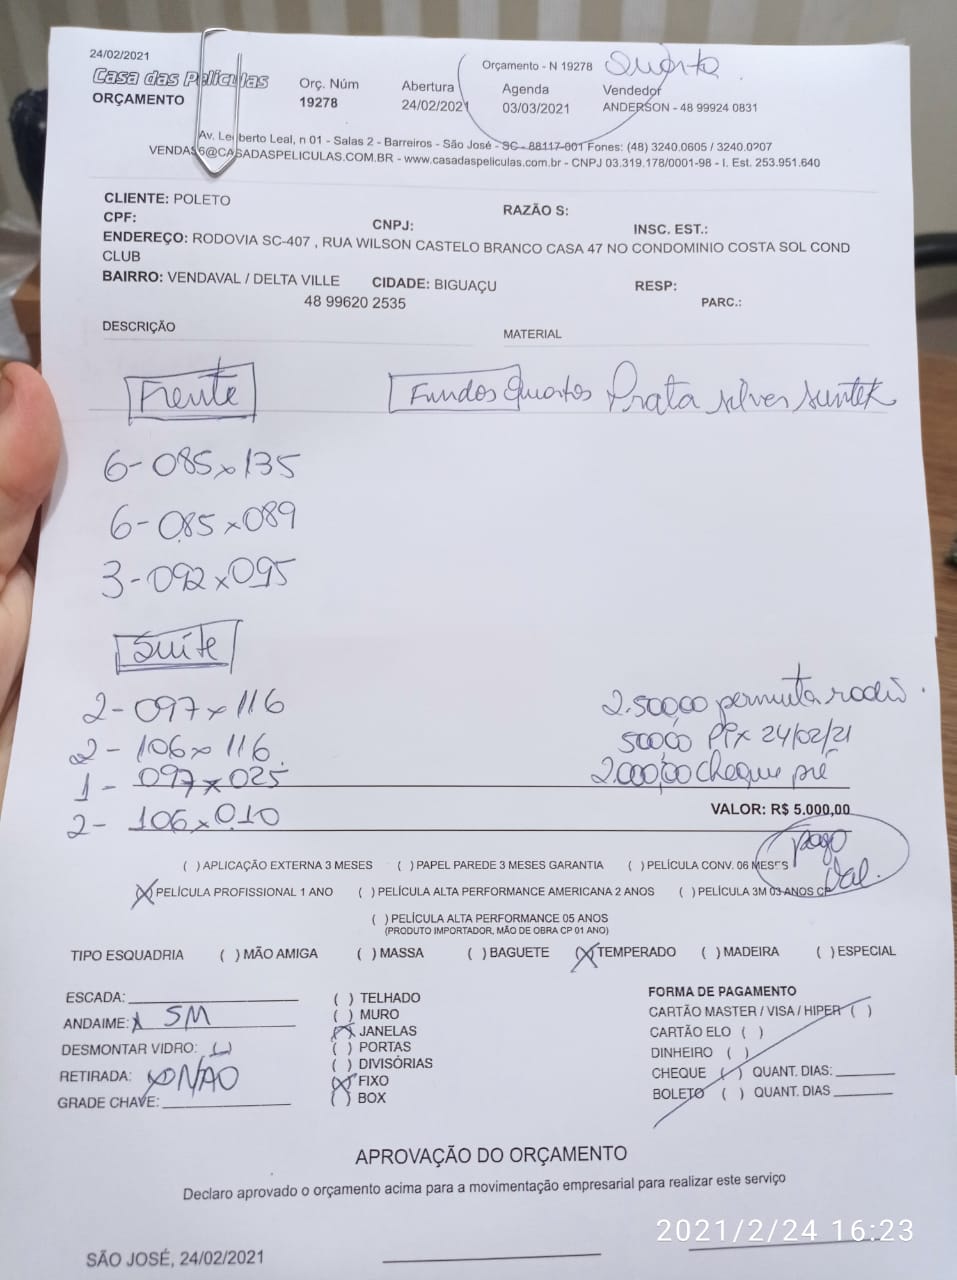 24/02/2021
Orçamento - N 19278 Quarta
Casa das Películas
ORÇAMENTO
Orç. Núm
19278
Abertura
24/02/2021
Agenda
03/03/2021
Vendedor
ANDERSON - 48 99924 0831
Av. Leoberto Leal, n 01 - Salas 2 - Barreiros - São José - SC - 88117-001 Fones: (48) 3240.0605 / 3240.0207
VENDAS6@CASADASPELICULAS.COM.BR - www.casadaspeliculas.com.br - CNPJ 03.319.178/0001-98 - I. Est. 253.951.640
CLIENTE: POLETO RAZÃO S:
CPF: CNPJ: INSC. EST.:
ENDEREÇO: RODOVIA SC-407 , RUA WILSON CASTELO BRANCO CASA 47 NO CONDOMINIO COSTA SOL COND
CLUB
BAIRRO: VENDAVAL / DELTA VILLE CIDADE: BIGUAÇU RESP:
48 99620 2535 PARC.:
DESCRIÇÃO MATERIAL
Frente Fundos Quartos Prata silver suntek
6- 085x135
6- 0.85x089
3- 092x095
Suíte
2- 097x116
2- 106x116
1- 097x025
2- 106x0.10
2.500,00 permuta rodis.
500,00 Pix 24/02/21
2.000,00 cheque pré
VALOR: R$ 5.000,00
pago
Val.
( ) APLICAÇÃO EXTERNA 3 MESES ( ) PAPEL PAREDE 3 MESES GARANTIA ( ) PELÍCULA CONV. 06 MESES
(X) PELÍCULA PROFISSIONAL 1 ANO ( ) PELÍCULA ALTA PERFORMANCE AMERICANA 2 ANOS ( ) PELÍCULA 3M 03 ANOS CP
( ) PELÍCULA ALTA PERFORMANCE 05 ANOS
(PRODUTO IMPORTADOR, MÃO DE OBRA CP 01 ANO)
TIPO ESQUADRIA ( ) MÃO AMIGA ( ) MASSA ( ) BAGUETE (X) TEMPERADO ( ) MADEIRA ( ) ESPECIAL
ESCADA:
ANDAIME: X SM
DESMONTAR VIDRO: ( )
RETIRADA: (X) NÃO
GRADE CHAVE:
( ) TELHADO
( ) MURO
(X) JANELAS
( ) PORTAS
( ) DIVISÓRIAS
(X) FIXO
( ) BOX
FORMA DE PAGAMENTO
CARTÃO MASTER / VISA / HIPER ( )
CARTÃO ELO ( )
DINHEIRO ( )
CHEQUE ( ) QUANT. DIAS:
BOLETO ( ) QUANT. DIAS
APROVAÇÃO DO ORÇAMENTO
Declaro aprovado o orçamento acima para a movimentação empresarial para realizar este serviço
2021/2/24 16:23
SÃO JOSÉ, 24/02/2021